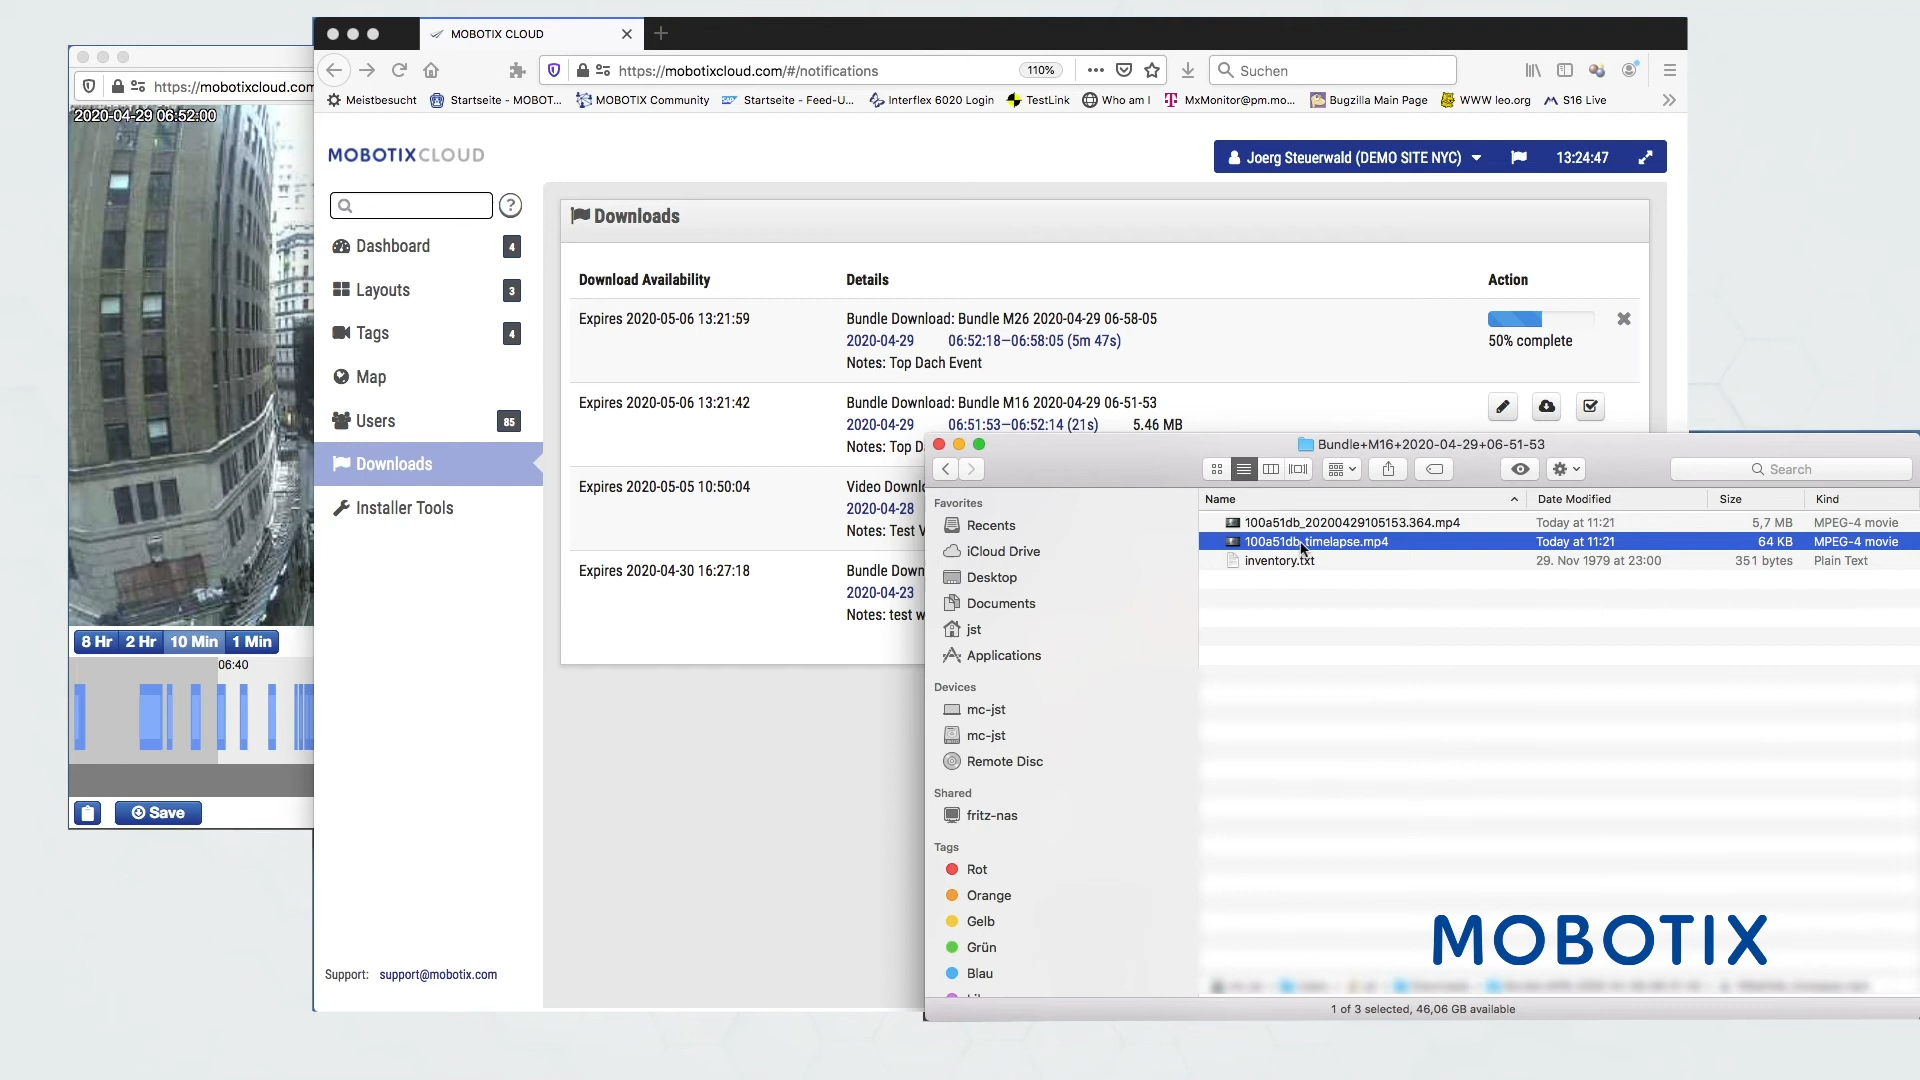 https://mobotixcloud.com
2020-04-29 06:52:00
8 Hr
2 Hr
10 Min
1 Min
06:40
Save
MOBOTIX CLOUD
https://mobotixcloud.com/#/notifications
110%
Suchen
Meistbesucht
Startseite - MOBOT...
MOBOTIX Community
Startseite - Feed-U...
Interflex 6020 Login
TestLink
Who am I
MxMonitor@pm.mo...
Bugzilla Main Page
WWW leo.org
S16 Live
MOBOTIXCLOUD
Joerg Steuerwald (DEMO SITE NYC)
13:24:47
?
Dashboard 4
Layouts 3
Tags 4
Map
Users 85
Downloads
Installer Tools
Support: support@mobotix.com
Downloads
Download Availability Details Action
Expires 2020-05-06 13:21:59
Bundle Download: Bundle M26 2020-04-29 06-58-05
2020-04-29 06:52:18—06:58:05 (5m 47s)
Notes: Top Dach Event
50% complete
Expires 2020-05-06 13:21:42
Bundle Download: Bundle M16 2020-04-29 06-51-53
2020-04-29 06:51:53—06:52:14 (21s) 5.46 MB
Notes: Top D
Expires 2020-05-05 10:50:04
Video Downl
2020-04-28
Notes: Test V
Expires 2020-04-30 16:27:18
Bundle Down
2020-04-23
Notes: test w
Bundle+M16+2020-04-29+06-51-53
Search
Favorites
Recents
iCloud Drive
Desktop
Documents
jst
Applications
Devices
mc-jst
mc-jst
Remote Disc
Shared
fritz-nas
Tags
Rot
Orange
Gelb
Grün
Blau
Name Date Modified Size Kind
100a51db_20200429105153.364.mp4 Today at 11:21 5,7 MB MPEG-4 movie
100a51db_timelapse.mp4 Today at 11:21 64 KB MPEG-4 movie
inventory.txt 29. Nov 1979 at 23:00 351 bytes Plain Text
MOBOTIX
1 of 3 selected, 46,06 GB available